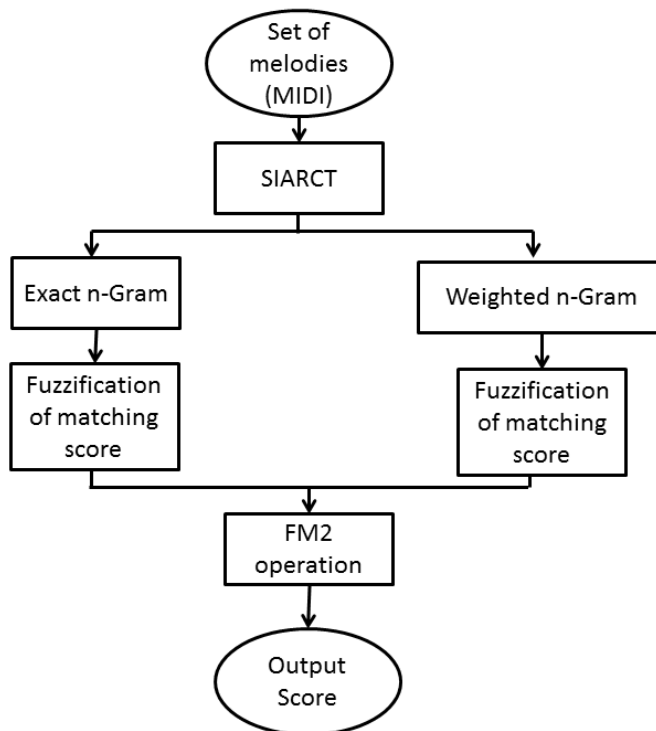 Set of
melodies
(MIDI)
SIARCT
Exact n-Gram
Weighted n-Gram
Fuzzification
of matching
score
Fuzzification
of matching
score
FM2
operation
Output
Score